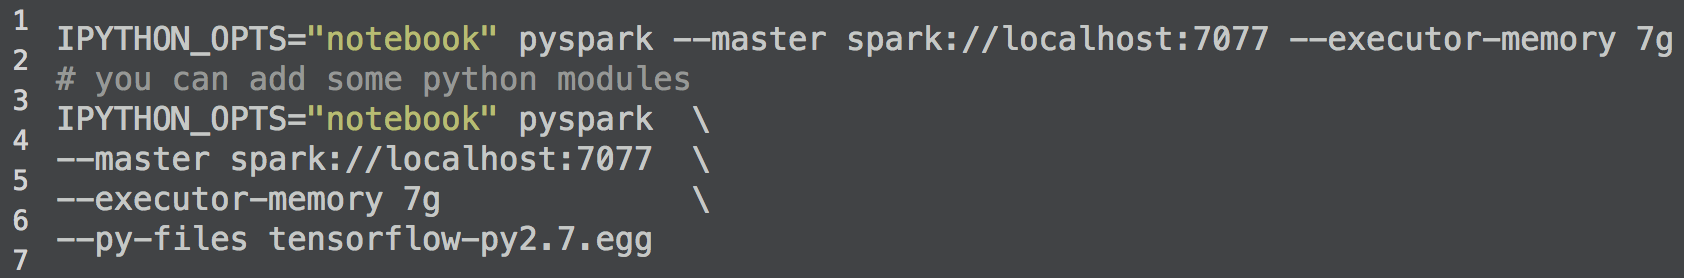 1 IPYTHON_OPTS="notebook" pyspark --master spark://localhost:7077 --executor-memory 7g
2 # you can add some python modules
3 IPYTHON_OPTS="notebook" pyspark  \
4 --master spark://localhost:7077  \
5 --executor-memory 7g             \
6 --py-files tensorflow-py2.7.egg
7